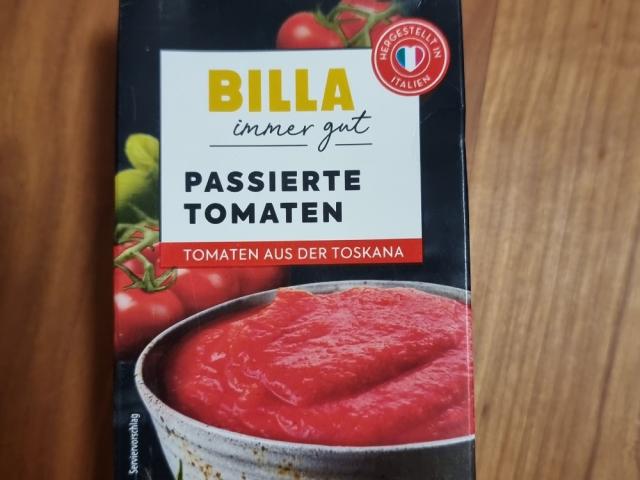 HERGESTELLT IN
ITALIEN
BILLA
immer gut
PASSIERTE
TOMATEN
TOMATEN AUS DER TOSKANA
Serviervorschlag